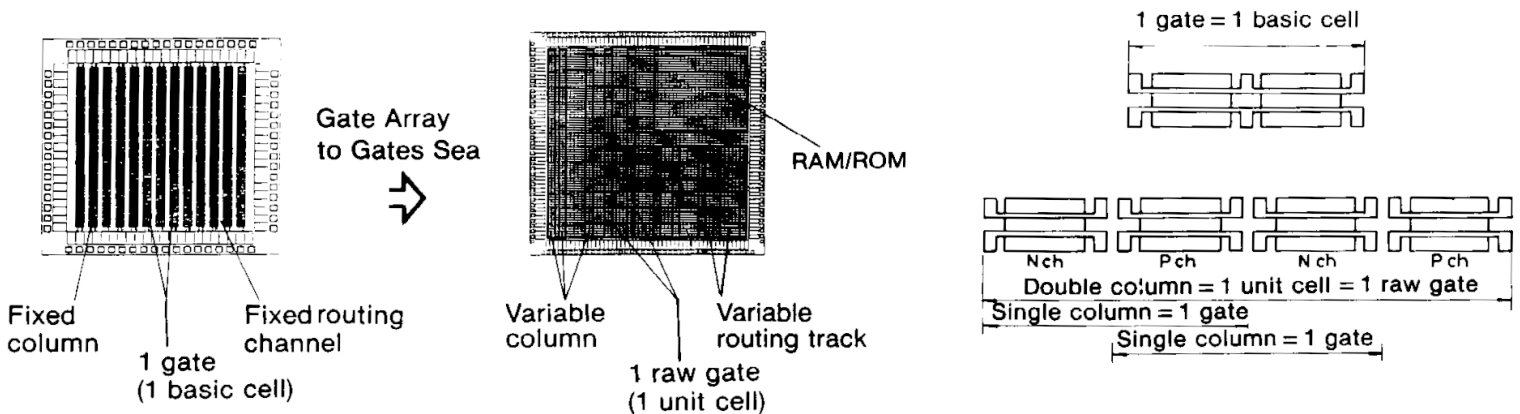 Gate Array
to Gates Sea
Fixed
column
Fixed routing
channel
1 gate
(1 basic cell)
RAM/ROM
Variable
column
Variable
routing track
1 raw gate
(1 unit cell)
1 gate = 1 basic cell
Nch
Pch
Nch
Pch
Double column = 1 unit cell = 1 raw gate
Single column = 1 gate
Single column = 1 gate